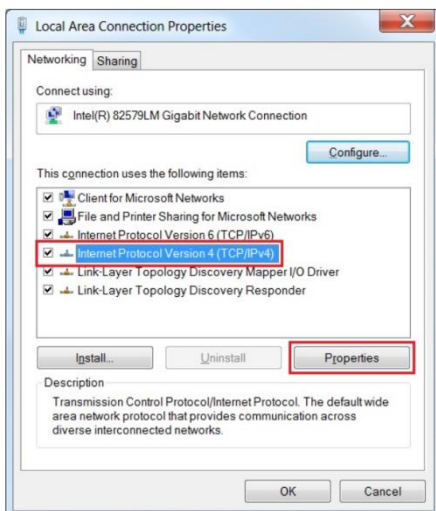 Local Area Connection Properties
X
Networking Sharing
Connect using:
Intel(R) 82579LM Gigabit Network Connection
Configure...
This connection uses the following items:
Client for Microsoft Networks
File and Printer Sharing for Microsoft Networks
Internet Protocol Version 6 (TCP/IPv6)
Internet Protocol Version 4 (TCP/IPv4)
Link-Layer Topology Discovery Mapper I/O Driver
Link-Layer Topology Discovery Responder
Install... Uninstall Properties
Description
Transmission Control Protocol/Internet Protocol. The default wide
area network protocol that provides communication across
diverse interconnected networks.
OK Cancel